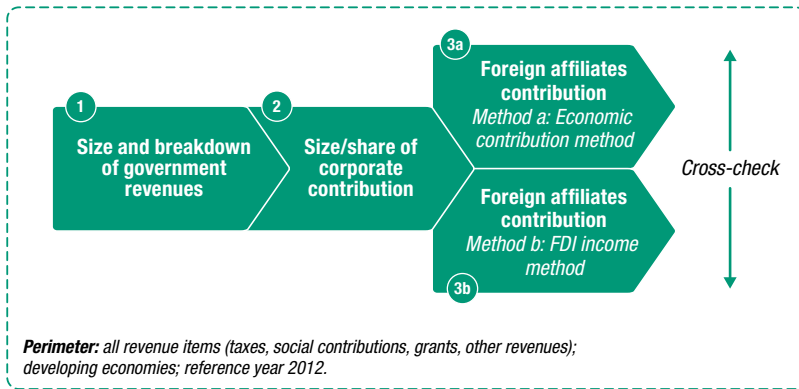 1
Size and breakdown
of government
revenues
2
Size/share of
corporate
contribution
3a
Foreign affiliates
contribution
Method a: Economic
contribution method
Foreign affiliates
contribution
Method b: FDI income
method
3b
Cross-check
Perimeter: all revenue items (taxes, social contributions, grants, other revenues);
developing economies; reference year 2012.